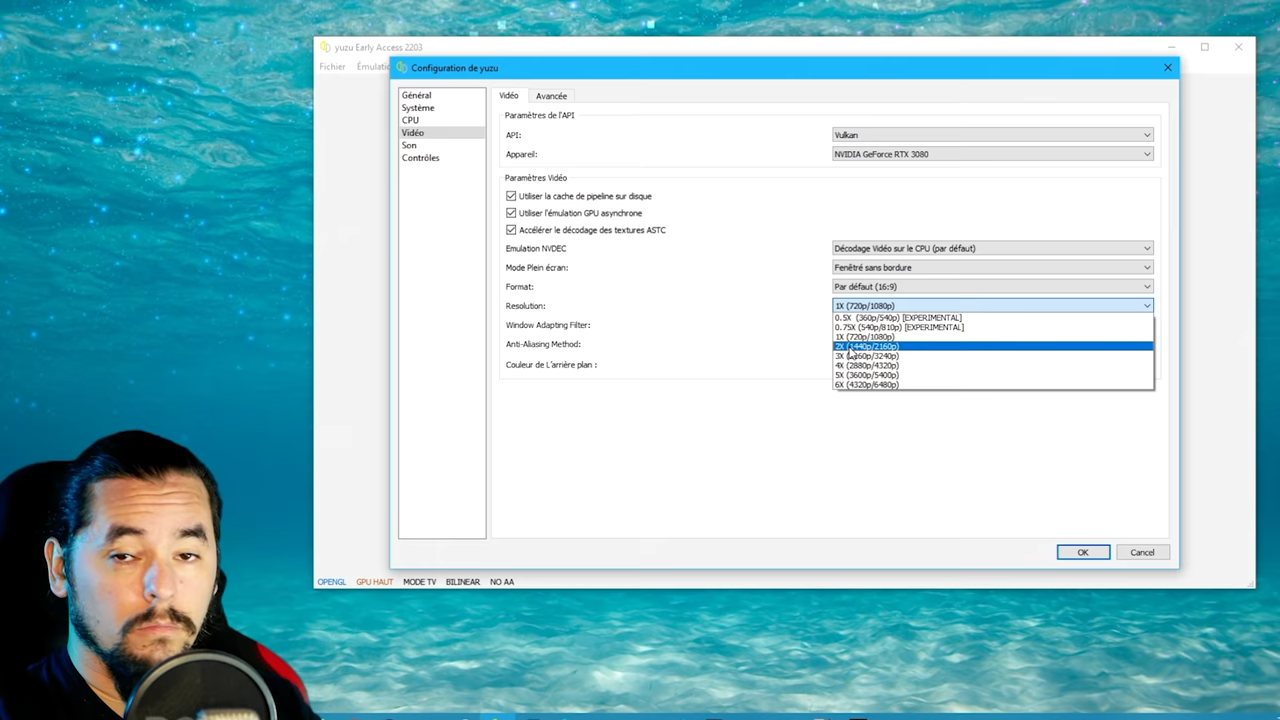 yuzu Early Access 2203
Fichier Émulatio
Configuration de yuzu
Général
Système
CPU
Vidéo
Son
Contrôles
Vidéo Avancée
Paramètres de l'API
API: Vulkan
Appareil: NVIDIA GeForce RTX 3080
Paramètres Vidéo
Utiliser la cache de pipeline sur disque
Utiliser l'émulation GPU asynchrone
Accélérer le décodage des textures ASTC
Emulation NVDEC Décodage Vidéo sur le CPU (par défaut)
Mode Plein écran: Fenêtré sans bordure
Format: Par défaut (16:9)
Resolution: 1X (720p/1080p)
0.5X (360p/540p) [EXPERIMENTAL]
0.75X (540p/810p) [EXPERIMENTAL]
1X (720p/1080p)
Window Adapting Filter:
2X (1440p/2160p)
Anti-Aliasing Method:
3X (2160p/3240p)
4X (2880p/4320p)
Couleur de L'arrière plan :
5X (3600p/5400p)
6X (4320p/6480p)
OK Cancel
OPENGL GPU HAUT MODE TV BILINEAR NO AA